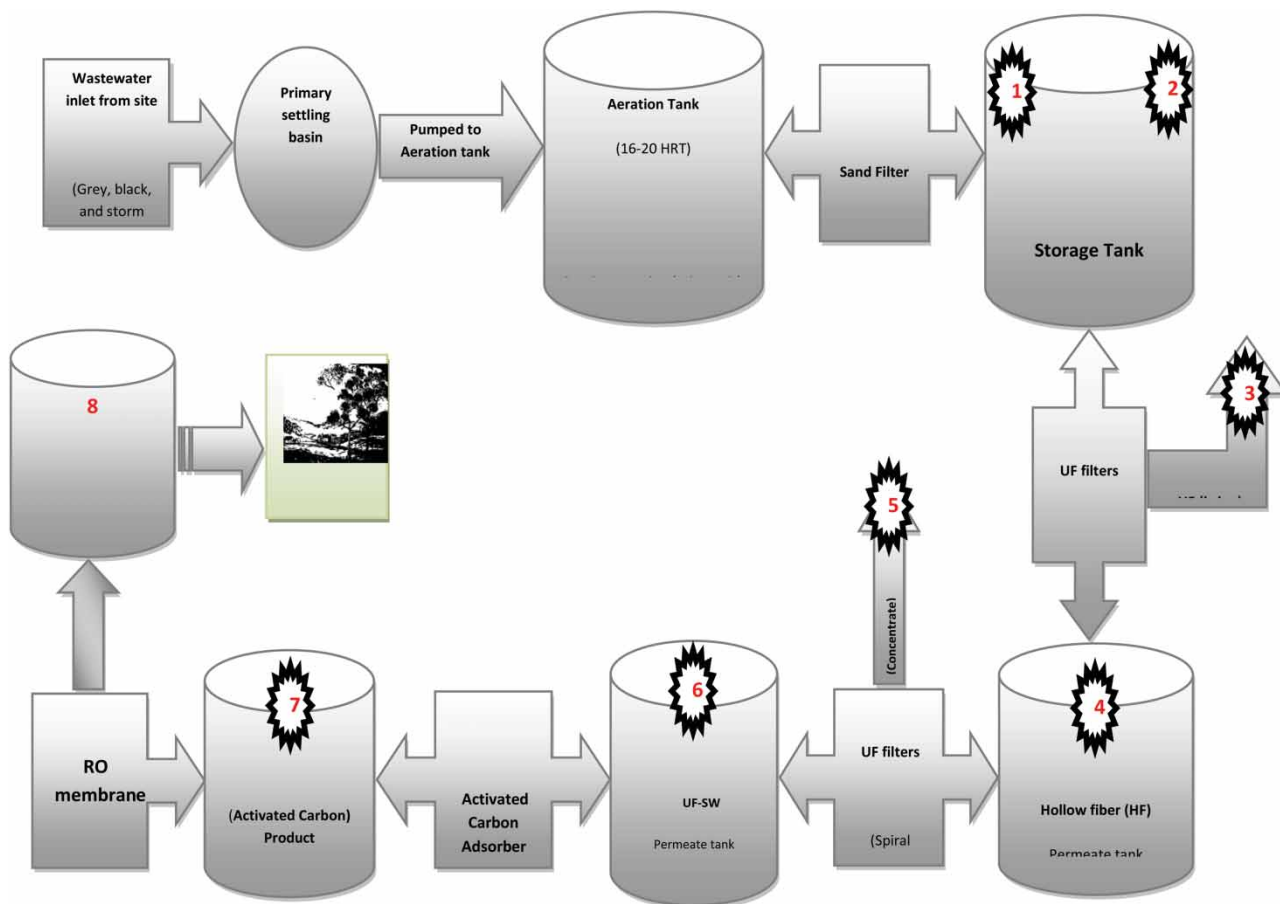 Wastewater
inlet from site
(Grey, black,
and storm
Primary
settling
basin
Pumped to
Aeration tank
Aeration Tank
(16-20 HRT)
Sand Filter
1
2
Storage Tank
8
3
UF filters
5
(Concentrate)
RO
membrane
7
(Activated Carbon)
Product
Activated
Carbon
Adsorber
6
UF-SW
Permeate tank
UF filters
(Spiral
4
Hollow fiber (HF)
Permeate tank